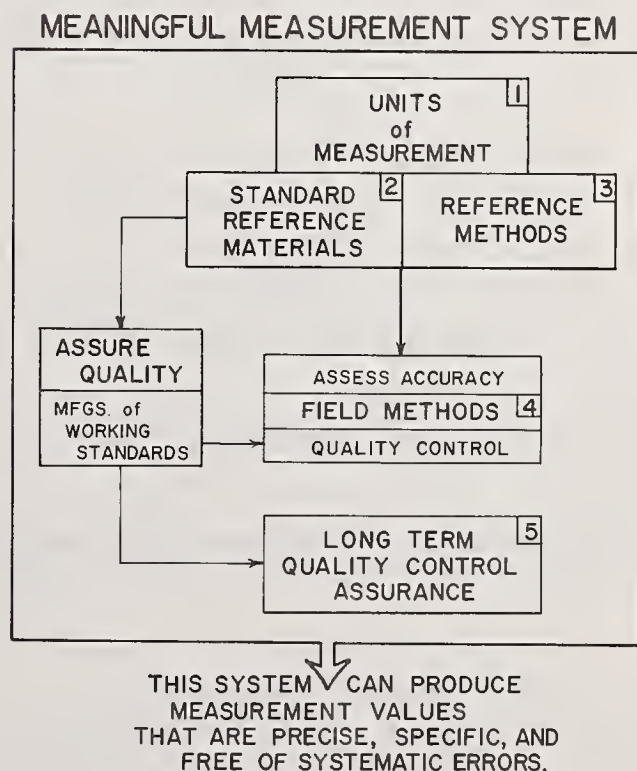 MEANINGFUL MEASUREMENT SYSTEM
1
UNITS
of
MEASUREMENT
2
STANDARD
REFERENCE
MATERIALS
3
REFERENCE
METHODS
ASSURE
QUALITY
MFGS. of
WORKING
STANDARDS
ASSESS ACCURACY
FIELD METHODS 4
QUALITY CONTROL
5
LONG TERM
QUALITY CONTROL
ASSURANCE
THIS SYSTEM CAN PRODUCE
MEASUREMENT VALUES
THAT ARE PRECISE, SPECIFIC, AND
FREE OF SYSTEMATIC ERRORS.